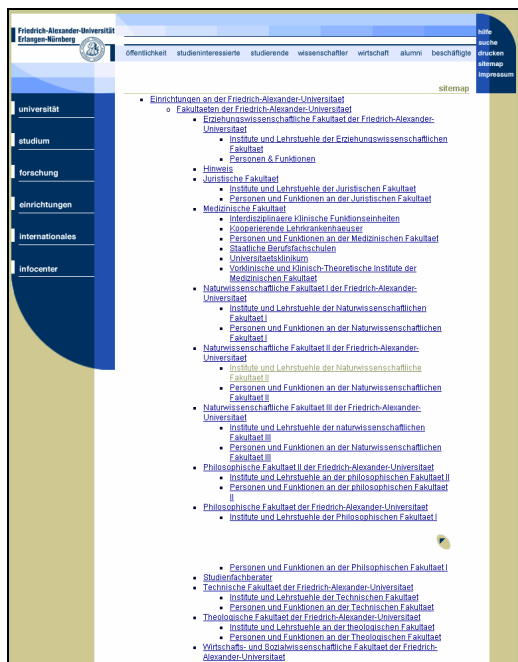 Friedrich-Alexander-Universität
Erlangen-Nürnberg
hilfe
suche
drucken
sitemap
impressum
öffentlichkeit studieninteressierte studierende wissenschaftler wirtschaft alumni beschäftigte
sitemap
universität
studium
forschung
einrichtungen
internationales
infocenter
Einrichtungen an der Friedrich-Alexander-Universitaet
Fakultaeten der Friedrich-Alexander-Universitaet
Erziehungswissenschaftliche Fakultaet der Friedrich-Alexander-
Universitaet
Institute und Lehrstuehle der Erziehungswissenschaftlichen
Fakultaet
Personen & Funktionen
Hinweis
Juristische Fakultaet
Institute und Lehrstuehle der Juristischen Fakultaet
Personen und Funktionen an der Juristischen Fakultaet
Medizinische Fakultaet
Interdisziplinaere Klinische Funktionseinheiten
Kooperierende Lehrkrankenhaeuser
Personen und Funktionen an der Medizinischen Fakultaet
Staatliche Berufsfachschulen
Universitaetsklinikum
Vorklinische und Klinisch-Theoretische Institute der
Medizinischen Fakultaet
Naturwissenschaftliche Fakultaet I der Friedrich-Alexander-
Universitaet
Institute und Lehrstuehle der Naturwissenschaftlichen
Fakultaet I
Personen und Funktionen an der Naturwissenschaftlichen
Fakultaet I
Naturwissenschaftliche Fakultaet II der Friedrich-Alexander-
Universitaet
Institute und Lehrstuehle der Naturwissenschaftliche
Fakultaet II
Personen und Funktionen an der Naturwissenschaftlichen
Fakultaet II
Naturwissenschaftliche Fakultaet III der Friedrich-Alexander-
Universitaet
Institute und Lehrstuehle der naturwissenschaftlichen
Fakultaet III
Personen und Funktionen an der Naturwissenschaftlichen
Fakultaet III
Philosophische Fakultaet II der Friedrich-Alexander-Universitaet
Institute und Lehrstuehle an der philosophischen Fakultaet II
Personen und Funktionen an der philosophischen Fakultaet
II
Philosophische Fakultaet der Friedrich-Alexander-Universitaet
Institute und Lehrstuehle der Philosophischen Fakultaet I
Personen und Funktionen an der Philsophischen Fakultaet I
Studienfachberater
Technische Fakultaet der Friedrich-Alexander-Universitaet
Institute und Lehrstuehle der Technischen Fakultaet
Personen und Funktionen an der Technischen Fakultaet
Theologische Fakultaet der Friedrich-Alexander-Universitaet
Institute und Lehrstuehle an der theologischen Fakultaet
Personen und Funktionen an der Theologischen Fakultaet
Wirtschafts- und Sozialwissenschaftliche Fakultaet der Friedrich-
Alexander-Universitaet